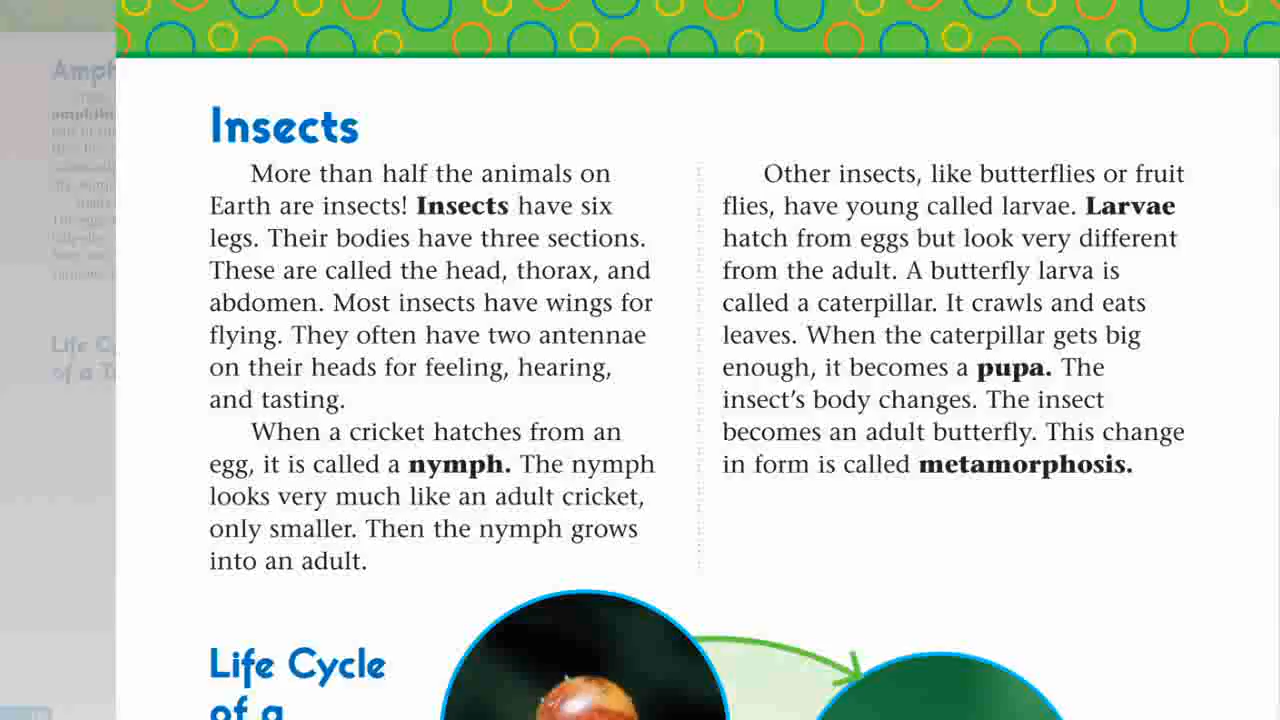 Insects
More than half the animals on
Earth are insects! Insects have six
legs. Their bodies have three sections.
These are called the head, thorax, and
abdomen. Most insects have wings for
flying. They often have two antennae
on their heads for feeling, hearing,
and tasting.
When a cricket hatches from an
egg, it is called a nymph. The nymph
looks very much like an adult cricket,
only smaller. Then the nymph grows
into an adult.
Other insects, like butterflies or fruit
flies, have young called larvae. Larvae
hatch from eggs but look very different
from the adult. A butterfly larva is
called a caterpillar. It crawls and eats
leaves. When the caterpillar gets big
enough, it becomes a pupa. The
insect's body changes. The insect
becomes an adult butterfly. This change
in form is called metamorphosis.
Life Cycle
of a